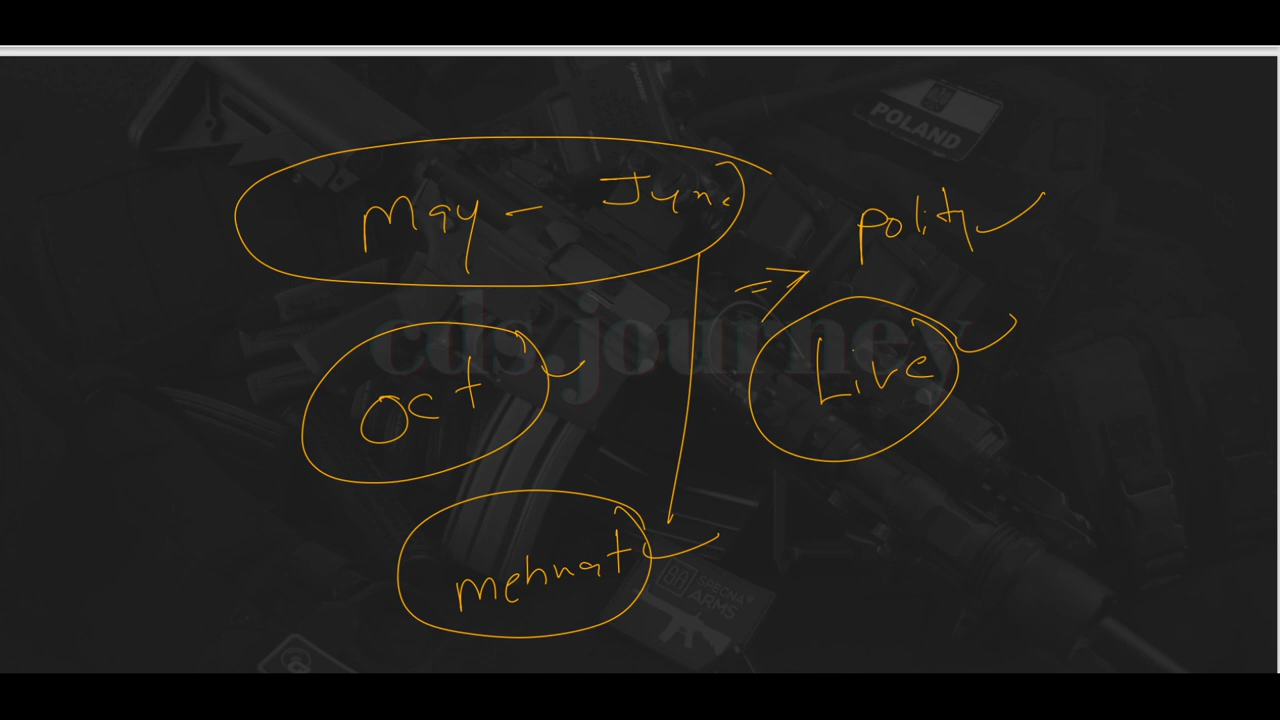 POLAND
May - June
polity
cds.journey
Live
Oct
mehnat
SPECNA®
ARMS